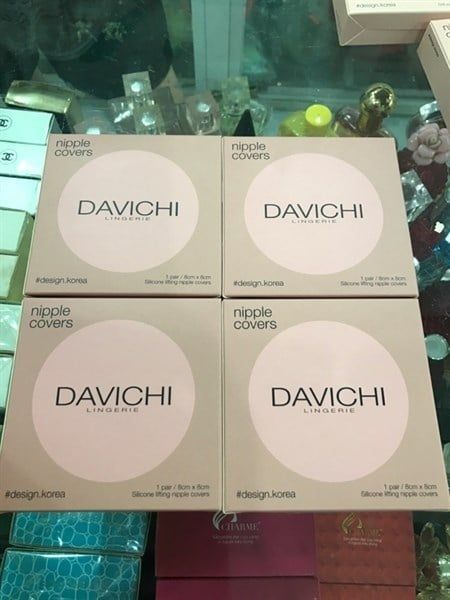 #design.korea
nipple
covers
DAVICHI
LINGERIE
#design.korea
1 pair / 8cm x 8cm
Silicone lifting nipple covers
nipple
covers
DAVICHI
LINGERIE
#design.korea
1 pair / 8cm x 8cm
Silicone lifting nipple covers
nipple
covers
DAVICHI
LINGERIE
#design.korea
1 pair / 8cm x 8cm
Silicone lifting nipple covers
nipple
covers
DAVICHI
LINGERIE
#design.korea
1 pair / 8cm x 8cm
Silicone lifting nipple covers
CHARME
CHARME